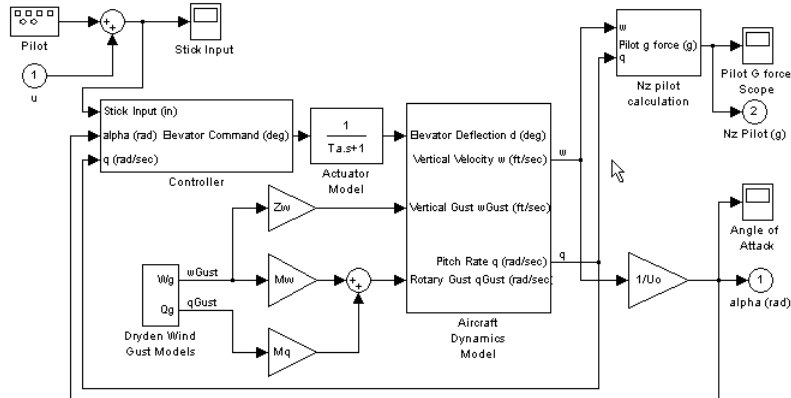 Pilot
Stick Input
1
u
w
Pilot g force (g)
q
Nz pilot
calculation
Pilot G force
Scope
2
Nz Pilot (g)
Stick Input (in)
alpha (rad)
Elevator Command (deg)
q (rad/sec)
Controller
1
Ta.s+1
Actuator
Model
Elevator Deflection d (deg)
Vertical Velocity w (ft/sec)
w
Vertical Gust wGust (ft/sec)
Pitch Rate q (rad/sec)
q
Rotary Gust qGust (rad/sec)
Aircraft
Dynamics
Model
Zw
Wg
wGust
Mw
Qg
qGust
Mq
Dryden Wind
Gust Models
1/Uo
Angle of
Attack
1
alpha (rad)